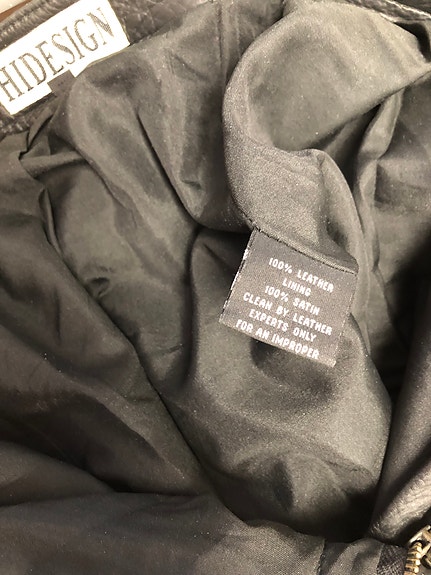 HIDESIGN
100% LEATHER
LINING
100% SATIN
CLEAN BY LEATHER
EXPERTS ONLY
FOR AN IMPROPER